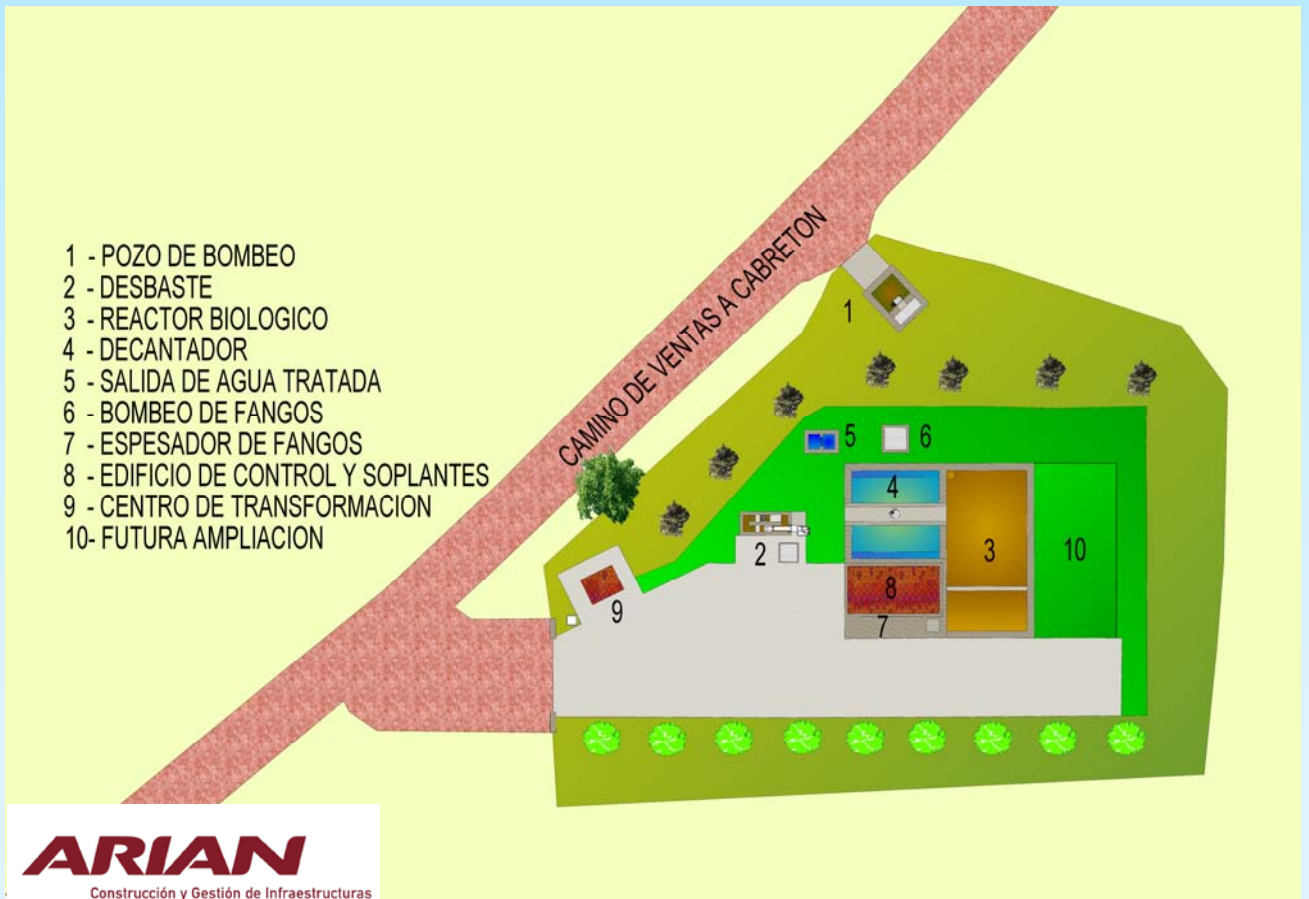 1 - POZO DE BOMBEO
2 - DESBASTE
3 - REACTOR BIOLOGICO
4 - DECANTADOR
5 - SALIDA DE AGUA TRATADA
6 - BOMBEO DE FANGOS
7 - ESPESADOR DE FANGOS
8 - EDIFICIO DE CONTROL Y SOPLANTES
9 - CENTRO DE TRANSFORMACION
10- FUTURA AMPLIACION
CAMINO DE VENTAS A CABRETON
1
5
6
4
2
3
10
8
9
7
ARIAN
Construcción y Gestión de Infraestructuras